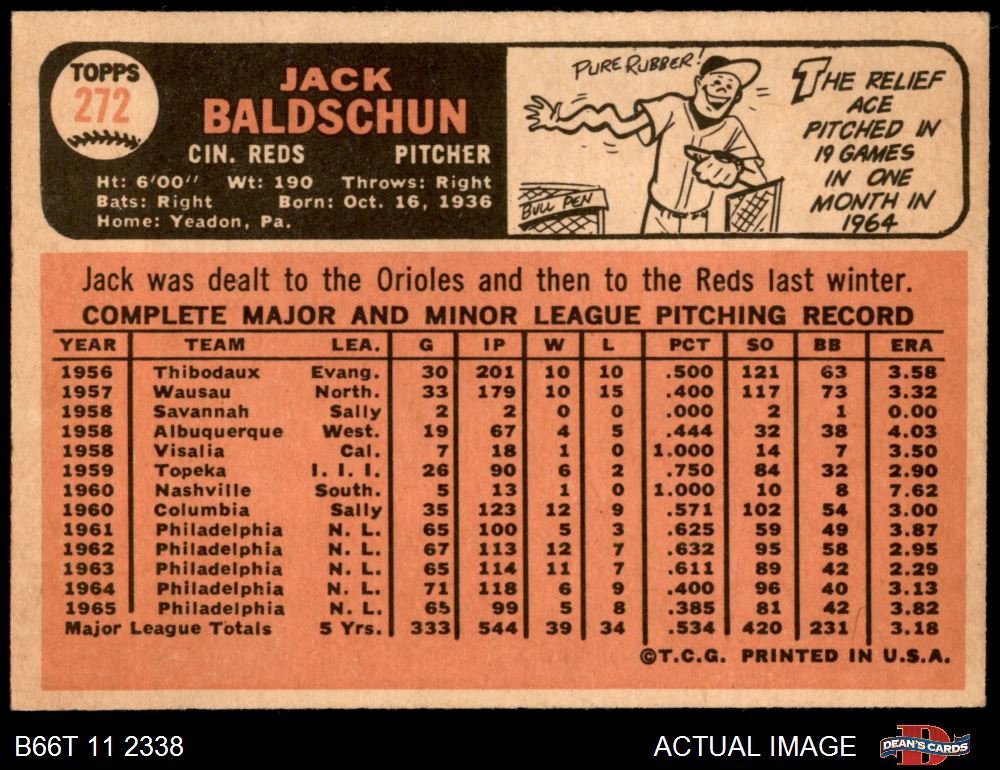 TOPPS
272
JACK
BALDSCHUN
CIN. REDS PITCHER
Ht: 6'00" Wt: 190 Throws: Right
Bats: Right Born: Oct. 16, 1936
Home: Yeadon, Pa.
PURE RUBBER!
BULL PEN
THE RELIEF
ACE
PITCHED IN
19 GAMES
IN ONE
MONTH IN
1964
Jack was dealt to the Orioles and then to the Reds last winter.
COMPLETE MAJOR AND MINOR LEAGUE PITCHING RECORD
YEAR TEAM LEA. G IP W L PCT SO BB ERA
1956 Thibodaux Evang. 30 201 10 10 .500 121 63 3.58
1957 Wausau North. 33 179 10 15 .400 117 73 3.32
1958 Savannah Sally 2 2 0 0 .000 2 1 0.00
1958 Albuquerque West. 19 67 4 5 .444 32 38 4.03
1958 Visalia Cal. 7 18 1 0 1.000 14 7 3.50
1959 Topeka I. I. I. 26 90 6 2 .750 84 32 2.90
1960 Nashville South. 5 13 1 0 1.000 10 8 7.62
1960 Columbia Sally 35 123 12 9 .571 102 54 3.00
1961 Philadelphia N. L. 65 100 5 3 .625 59 49 3.87
1962 Philadelphia N. L. 67 113 12 7 .632 95 58 2.95
1963 Philadelphia N. L. 65 114 11 7 .611 89 42 2.29
1964 Philadelphia N. L. 71 118 6 9 .400 96 40 3.13
1965 Philadelphia N. L. 65 99 5 8 .385 81 42 3.82
Major League Totals 5 Yrs. 333 544 39 34 .534 420 231 3.18
©T.C.G. PRINTED IN U.S.A.
B66T 11 2338
ACTUAL IMAGE
D
DEAN'S CARDS